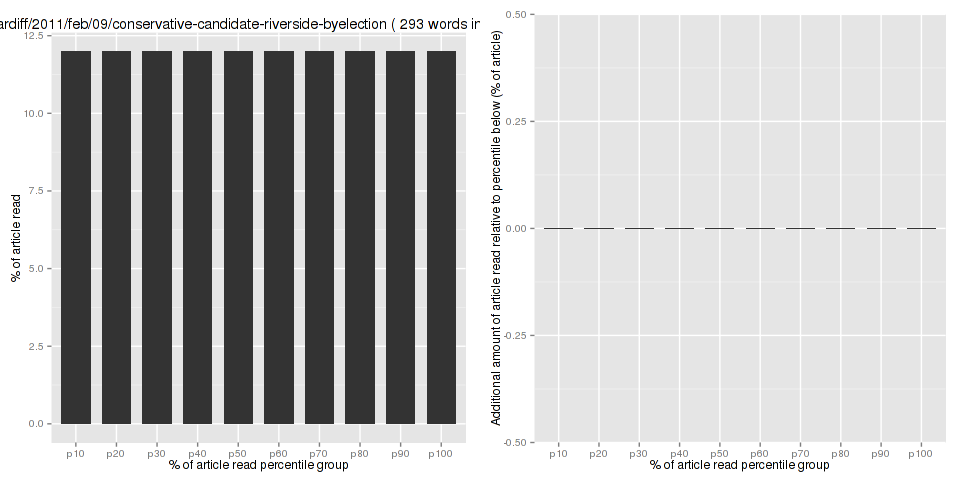 ardiff/2011/feb/09/conservative-candidate-riverside-byelection ( 293 words in
12.5
10.0
7.5
5.0
2.5
0.0
% of article read
p10 p20 p30 p40 p50 p60 p70 p80 p90 p100
% of article read percentile group
0.50
0.25
0.00
-0.25
-0.50
Additional amount of article read relative to percentile below (% of article)
p10 p20 p30 p40 p50 p60 p70 p80 p90 p100
% of article read percentile group